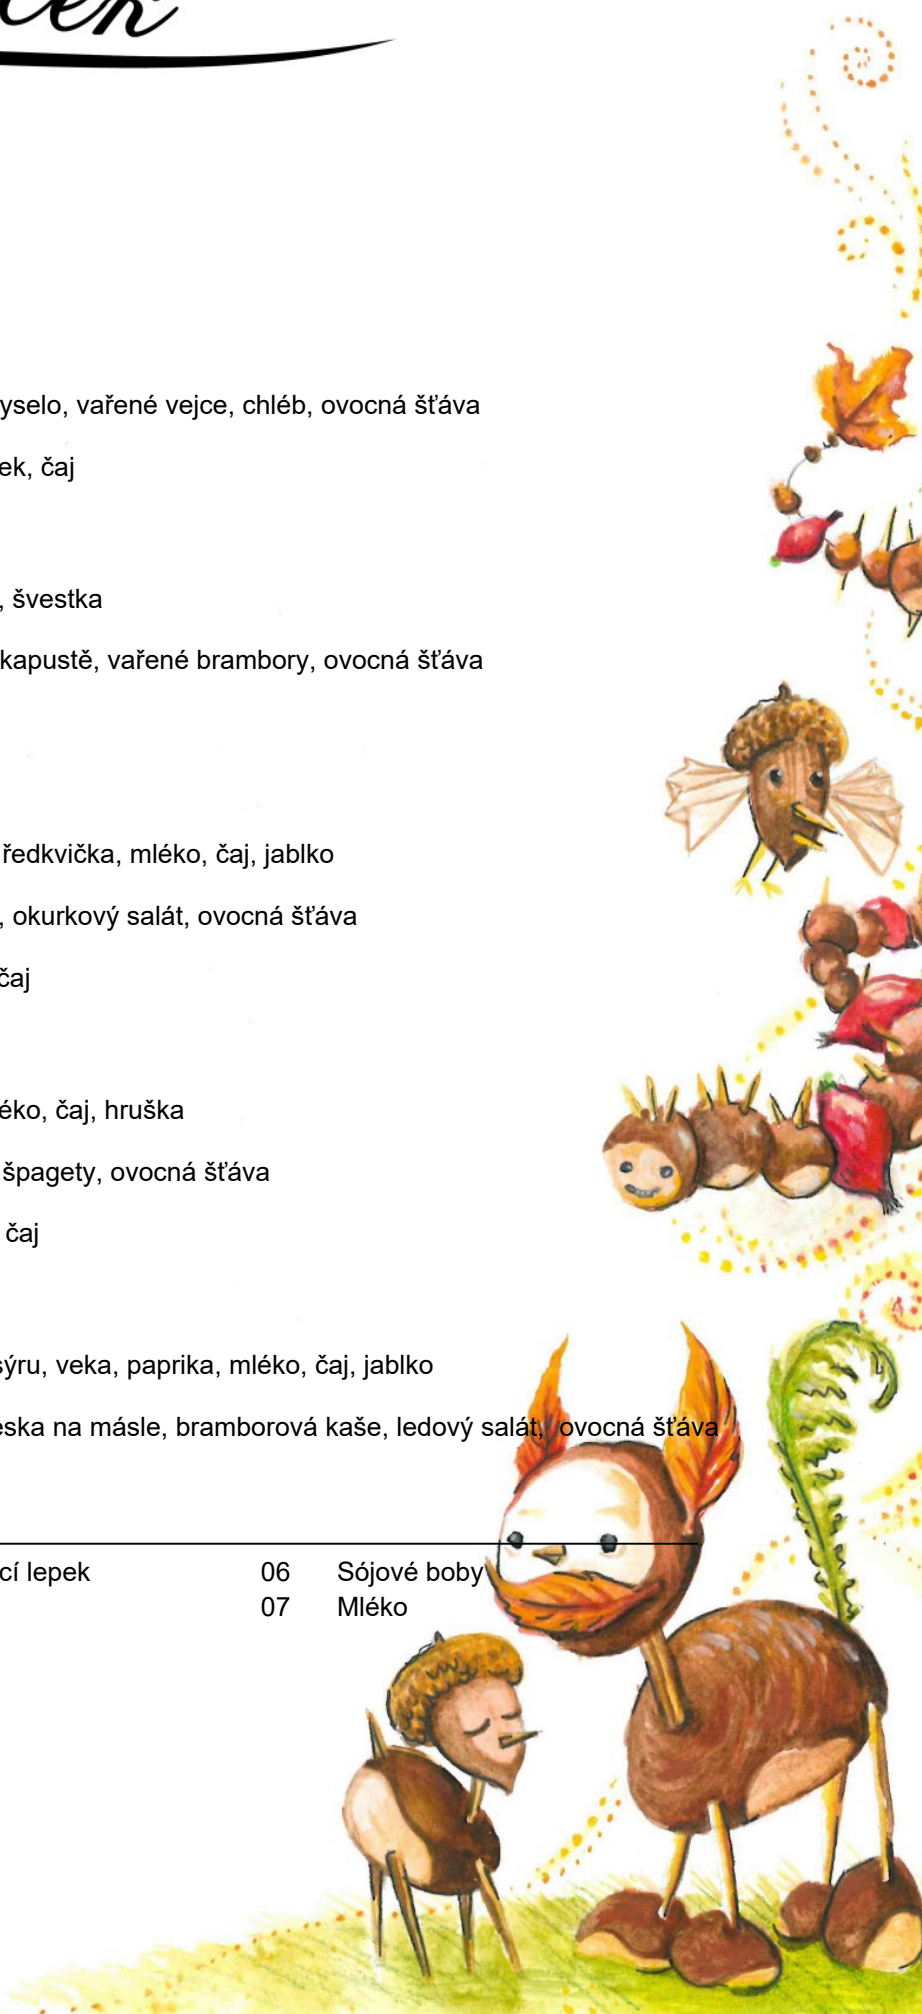 yselo, vařené vejce, chléb, ovocná šťáva
ek, čaj
, švestka
kapustě, vařené brambory, ovocná šťáva
ředkvička, mléko, čaj, jablko
, okurkový salát, ovocná šťáva
čaj
éko, čaj, hruška
špagety, ovocná šťáva
čaj
sýru, veka, paprika, mléko, čaj, jablko
eska na másle, bramborová kaše, ledový salát, ovocná šťáva
cí lepek 06 Sójové boby
07 Mléko